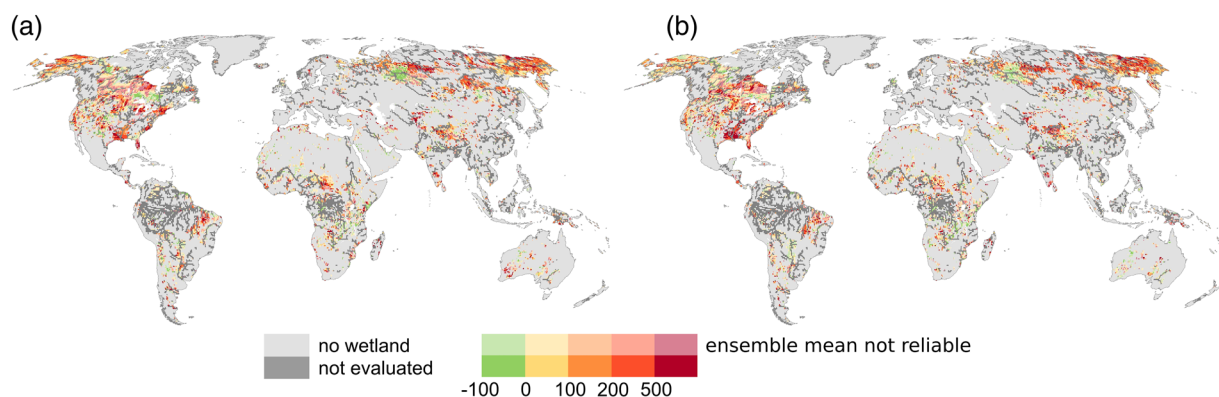 (a)
(b)
no wetland
not evaluated
ensemble mean not reliable
-100 0 100 200 500